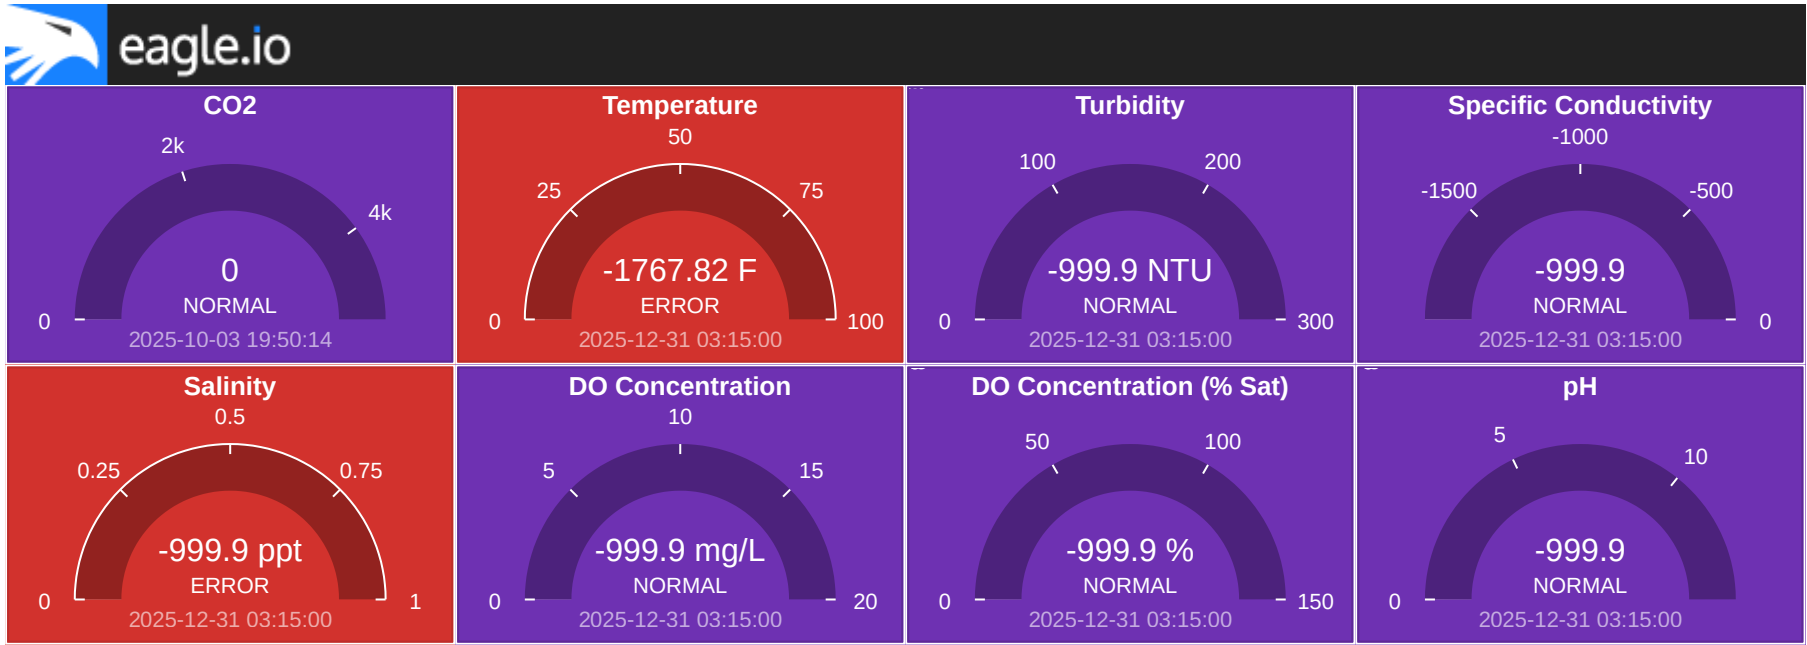 eagle.io
CO2
2k
4k
0
NORMAL
0
2025-10-03 19:50:14
Temperature
50
25
75
-1767.82 F
ERROR
0
100
2025-12-31 03:15:00
Turbidity
100
200
-999.9 NTU
NORMAL
0
300
2025-12-31 03:15:00
Specific Conductivity
-1000
-1500
-500
-999.9
NORMAL
0
2025-12-31 03:15:00
Salinity
0.5
0.25
0.75
-999.9 ppt
ERROR
0
1
2025-12-31 03:15:00
DO Concentration
10
5
15
-999.9 mg/L
NORMAL
0
20
2025-12-31 03:15:00
DO Concentration (% Sat)
50
100
-999.9 %
NORMAL
0
150
2025-12-31 03:15:00
pH
5
10
-999.9
NORMAL
0
2025-12-31 03:15:00